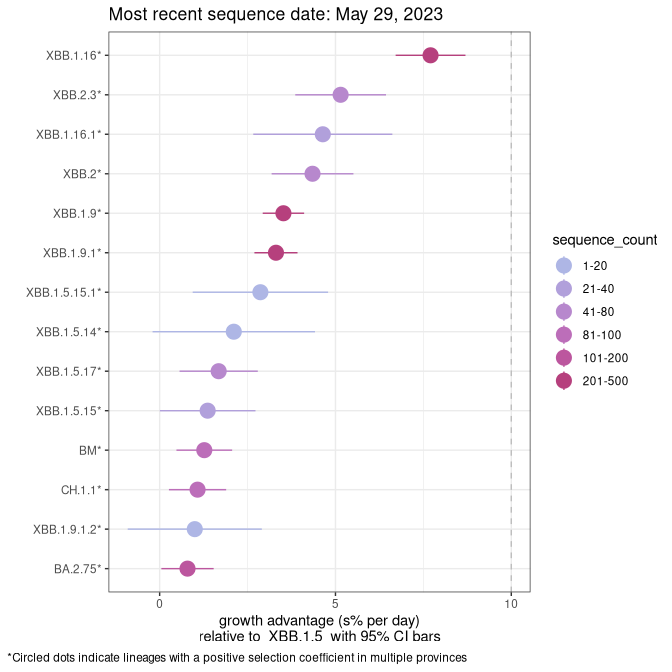 Most recent sequence date: May 29, 2023
XBB.1.16*
XBB.2.3*
XBB.1.16.1*
XBB.2*
XBB.1.9*
XBB.1.9.1*
XBB.1.5.15.1*
XBB.1.5.14*
XBB.1.5.17*
XBB.1.5.15*
BM*
CH.1.1*
XBB.1.9.1.2*
BA.2.75*
0 5 10
growth advantage (s% per day)
relative to XBB.1.5 with 95% CI bars
sequence_count
1-20
21-40
41-80
81-100
101-200
201-500
*Circled dots indicate lineages with a positive selection coefficient in multiple provinces